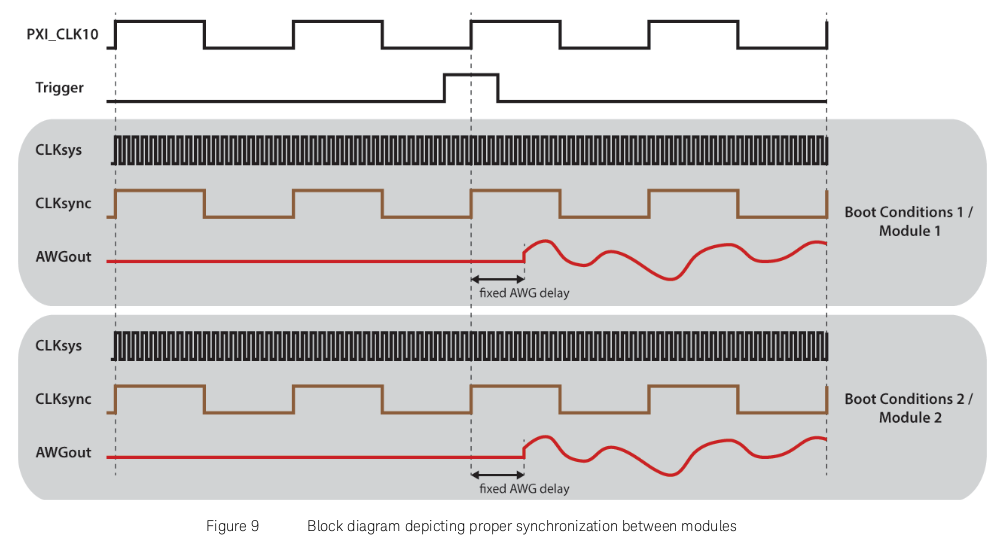 PXI_CLK10
Trigger
CLKsys
CLKsync
AWGout
fixed AWG delay
Boot Conditions 1 /
Module 1
CLKsys
CLKsync
AWGout
fixed AWG delay
Boot Conditions 2 /
Module 2
Figure 9 Block diagram depicting proper synchronization between modules